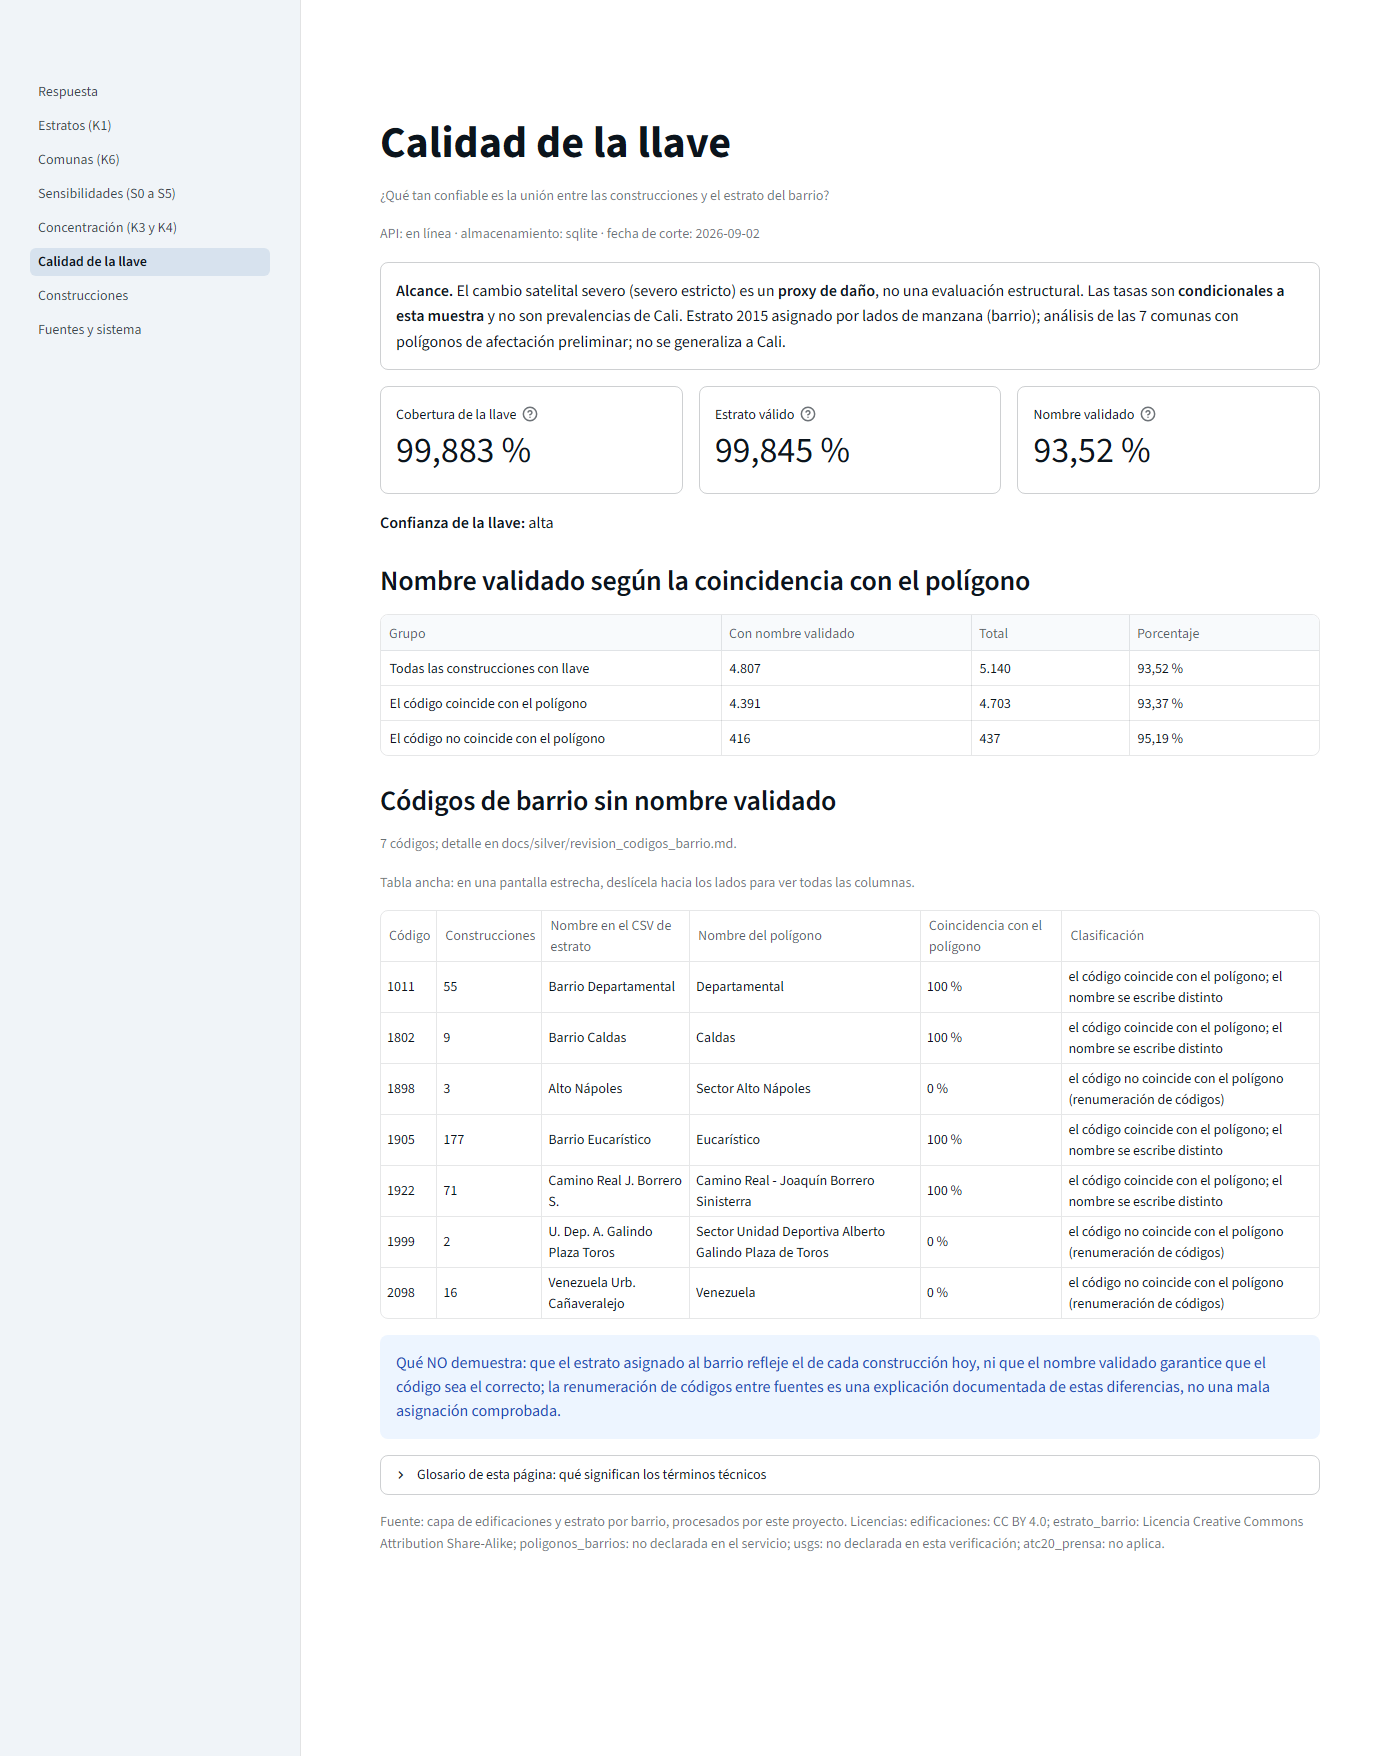 Respuesta
Estratos (K1)
Comunas (K6)
Sensibilidades (S0 a S5)
Concentración (K3 y K4)
Calidad de la llave
Construcciones
Fuentes y sistema
Calidad de la llave
¿Qué tan confiable es la unión entre las construcciones y el estrato del barrio?
API: en línea · almacenamiento: sqlite · fecha de corte: 2026-09-02
Alcance. El cambio satelital severo (severo estricto) es un proxy de daño, no una evaluación estructural. Las tasas son condicionales a
esta muestra y no son prevalencias de Cali. Estrato 2015 asignado por lados de manzana (barrio); análisis de las 7 comunas con
polígonos de afectación preliminar; no se generaliza a Cali.
Cobertura de la llave
99,883 %
Estrato válido
99,845 %
Nombre validado
93,52 %
Confianza de la llave: alta
Nombre validado según la coincidencia con el polígono
Grupo Con nombre validado Total Porcentaje
Todas las construcciones con llave 4.807 5.140 93,52 %
El código coincide con el polígono 4.391 4.703 93,37 %
El código no coincide con el polígono 416 437 95,19 %
Códigos de barrio sin nombre validado
7 códigos; detalle en docs/silver/revision_codigos_barrio.md.
Tabla ancha: en una pantalla estrecha, deslícela hacia los lados para ver todas las columnas.
Código Construcciones Nombre en el CSV de
estrato Nombre del polígono Coincidencia con el
polígono Clasificación
1011 55 Barrio Departamental Departamental 100 % el código coincide con el polígono; el
nombre se escribe distinto
1802 9 Barrio Caldas Caldas 100 % el código coincide con el polígono; el
nombre se escribe distinto
1898 3 Alto Nápoles Sector Alto Nápoles 0 % el código no coincide con el polígono
(renumeración de códigos)
1905 177 Barrio Eucarístico Eucarístico 100 % el código coincide con el polígono; el
nombre se escribe distinto
1922 71 Camino Real J. Borrero
S. Camino Real - Joaquín Borrero
Sinisterra 100 % el código coincide con el polígono; el
nombre se escribe distinto
1999 2 U. Dep. A. Galindo
Plaza Toros Sector Unidad Deportiva Alberto
Galindo Plaza de Toros 0 % el código no coincide con el polígono
(renumeración de códigos)
2098 16 Venezuela Urb.
Cañaveralejo Venezuela 0 % el código no coincide con el polígono
(renumeración de códigos)
Qué NO demuestra: que el estrato asignado al barrio refleje el de cada construcción hoy, ni que el nombre validado garantice que el
código sea el correcto; la renumeración de códigos entre fuentes es una explicación documentada de estas diferencias, no una mala
asignación comprobada.
Glosario de esta página: qué significan los términos técnicos
Fuente: capa de edificaciones y estrato por barrio, procesados por este proyecto. Licencias: edificaciones: CC BY 4.0; estrato_barrio: Licencia Creative Commons
Attribution Share-Alike; poligonos_barrios: no declarada en el servicio; usgs: no declarada en esta verificación; atc20_prensa: no aplica.